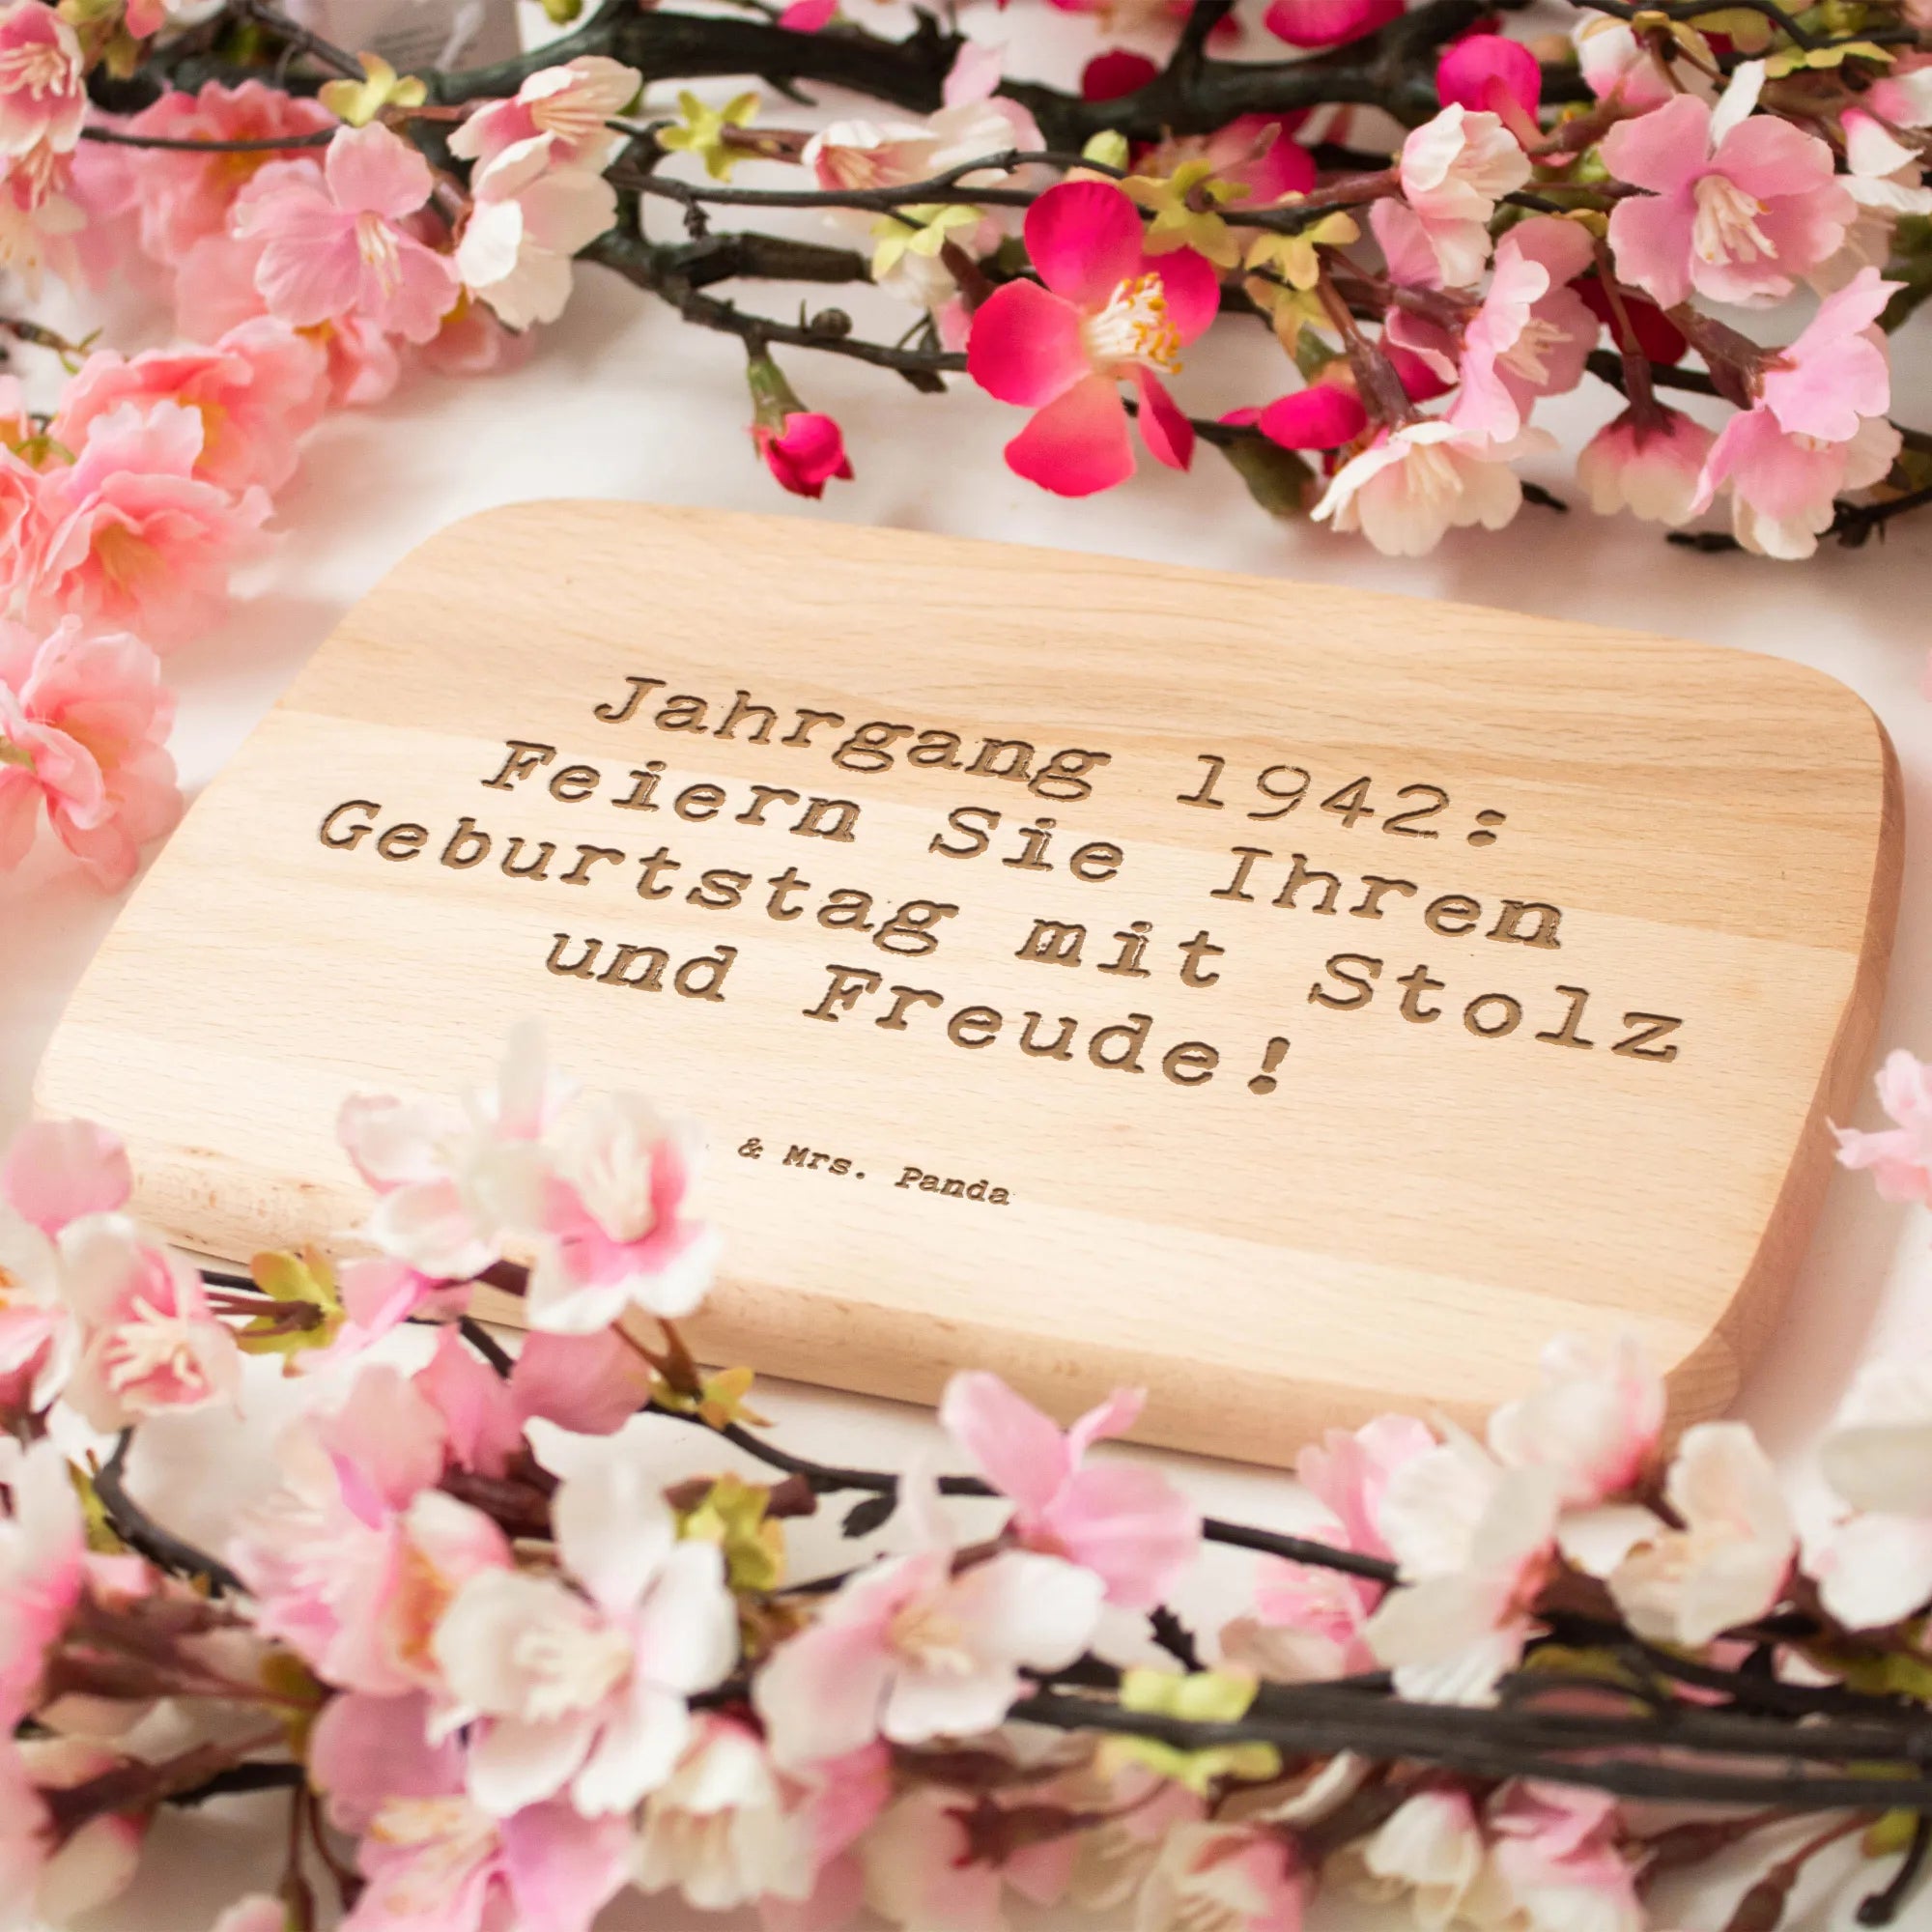 Jahrgang 1942:
Feiern Sie Ihren
Geburtstag mit Stolz
und Freude!
& Mrs. Panda